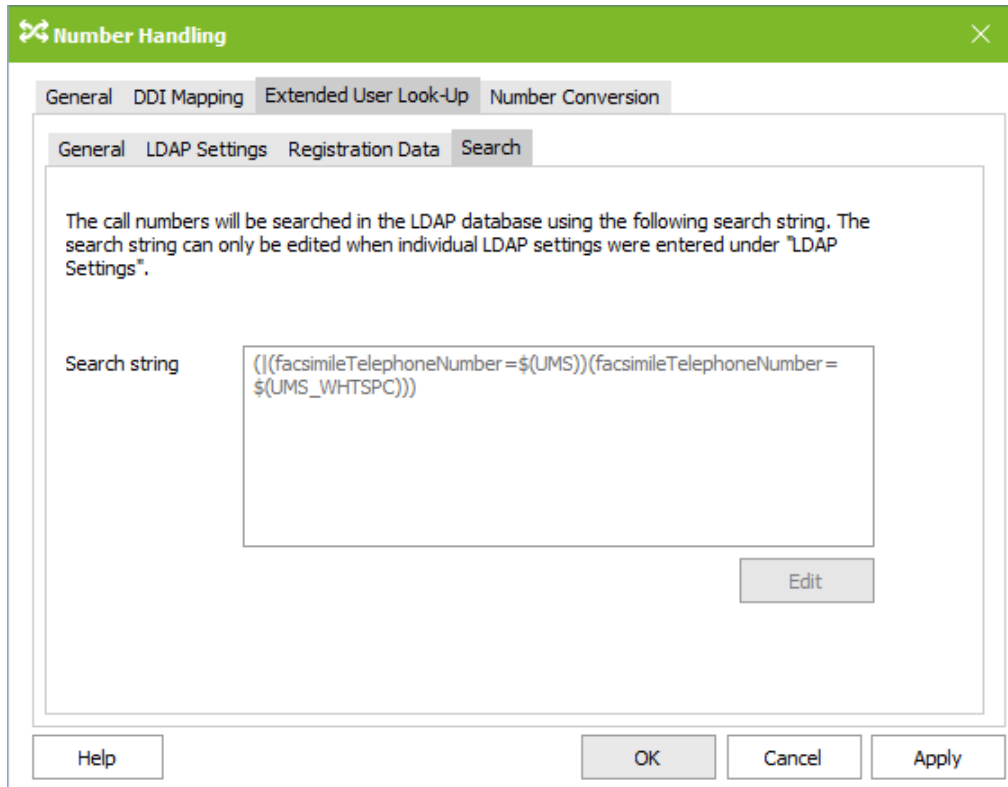 Number Handling
General DDI Mapping Extended User Look-Up Number Conversion
General LDAP Settings Registration Data Search
The call numbers will be searched in the LDAP database using the following search string. The
search string can only be edited when individual LDAP settings were entered under "LDAP
Settings".
Search string
(|(facsimileTelephoneNumber=$(UMS))(facsimileTelephoneNumber=
$(UMS_WHTSPC)))
Edit
Help OK Cancel Apply